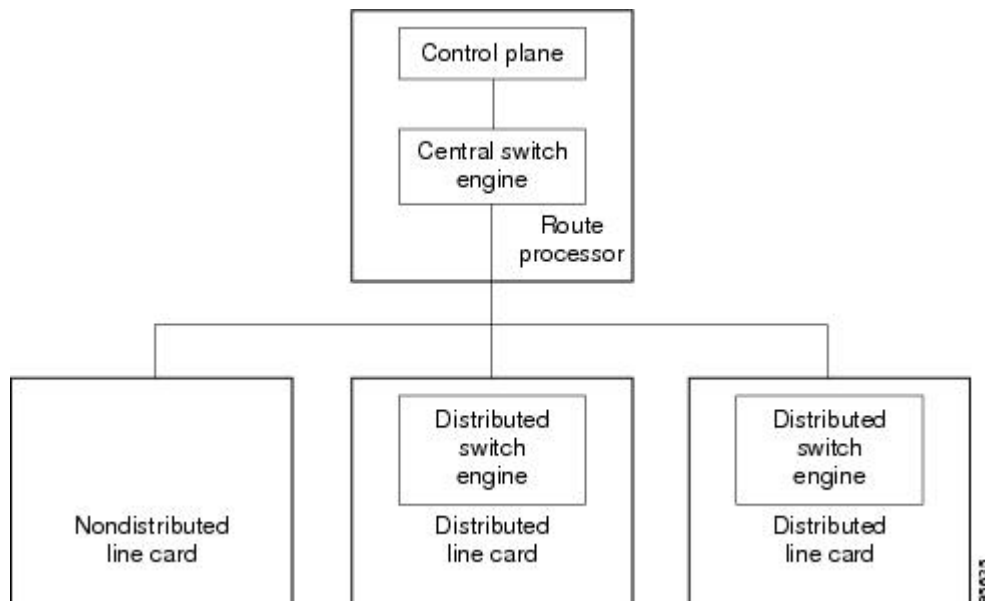 Control plane
Central switch
engine
Route
processor
Distributed
switch
engine
Distributed
switch
engine
Nondistributed
line card
Distributed
line card
Distributed
line card